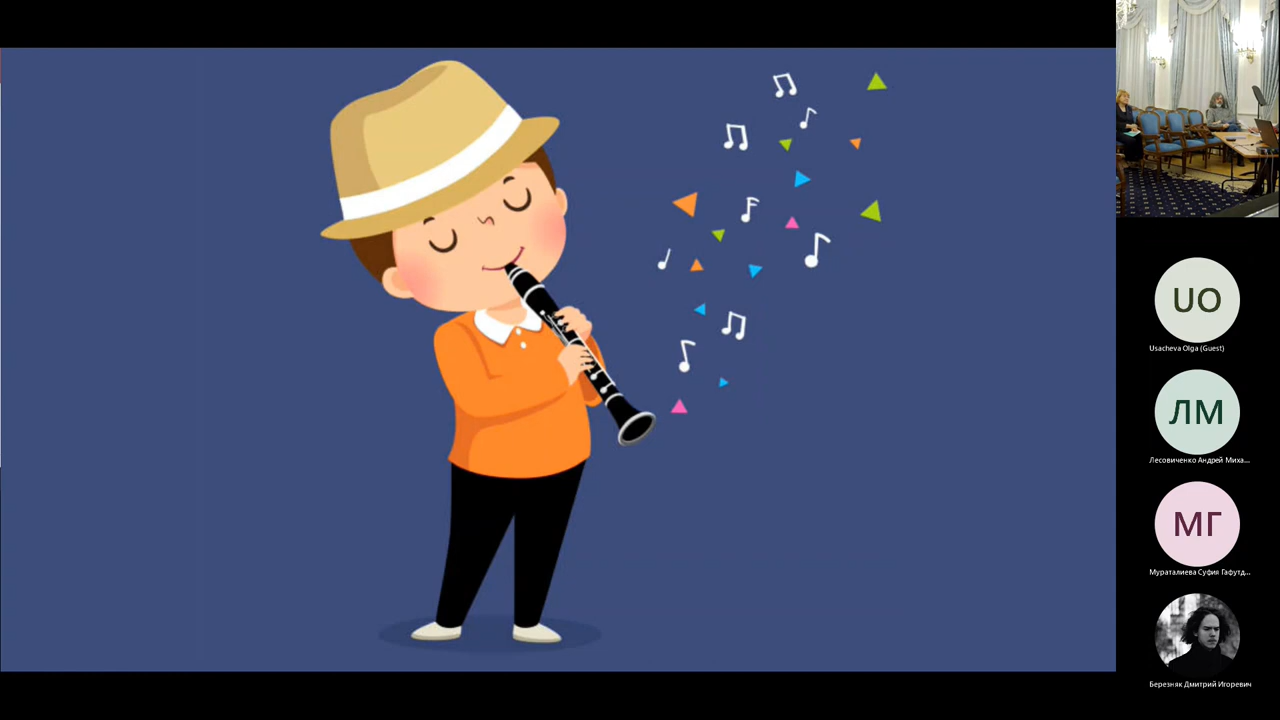 UO
Usacheva Olga (Guest)
ЛМ
Лесовиченко Андрей Миха...
МГ
Мураталиева Суфия Гафутд...
Березняк Дмитрий Игоревич